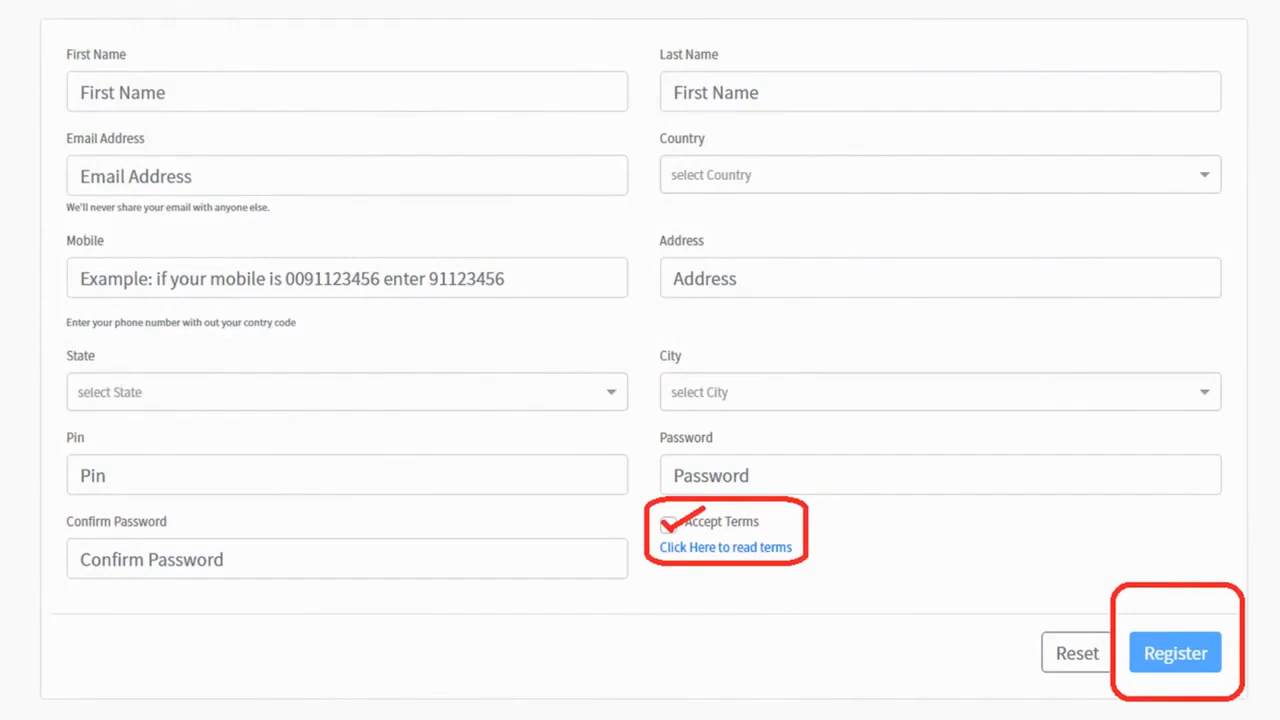 First Name
Last Name
First Name
First Name
Email Address
Country
Email Address
select Country
We'll never share your email with anyone else.
Mobile
Address
Example: if your mobile is 0091123456 enter 91123456
Address
Enter your phone number with out your contry code
State
City
select State
select City
Pin
Password
Pin
Password
Confirm Password
Accept Terms
Confirm Password
Click Here to read terms
Reset
Register